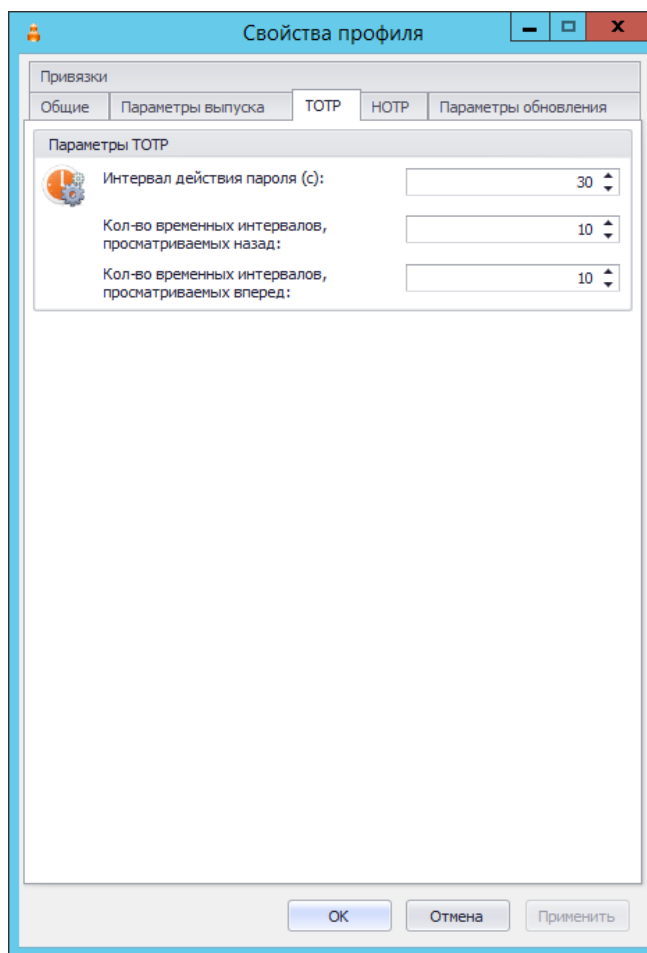 Свойства профиля
Привязки
Общие
Параметры выпуска
TOTP
HOTP
Параметры обновления
Параметры TOTP
Интервал действия пароля (с):
30
Кол-во временных интервалов,
просматриваемых назад:
10
Кол-во временных интервалов,
просматриваемых вперед:
10
ОК
Отмена
Применить